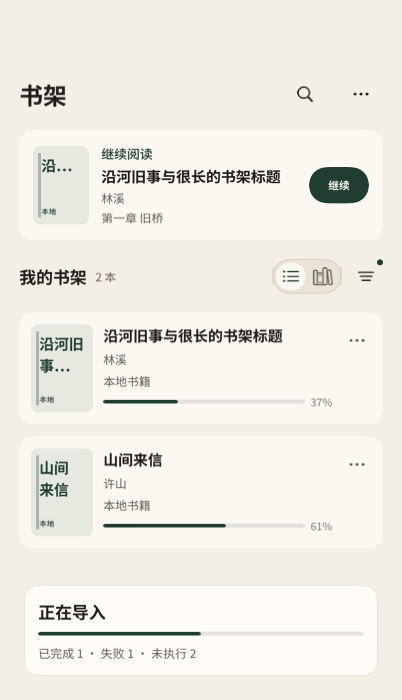 书架
沿...
本地
继续阅读
沿河旧事与很长的书架标题
林溪
第一章 旧桥
继续
我的书架 2 本
沿河旧
事...
本地
沿河旧事与很长的书架标题
林溪
本地书籍
37%
山间
来信
本地
山间来信
许山
本地书籍
61%
正在导入
已完成 1 · 失败 1 · 未执行 2